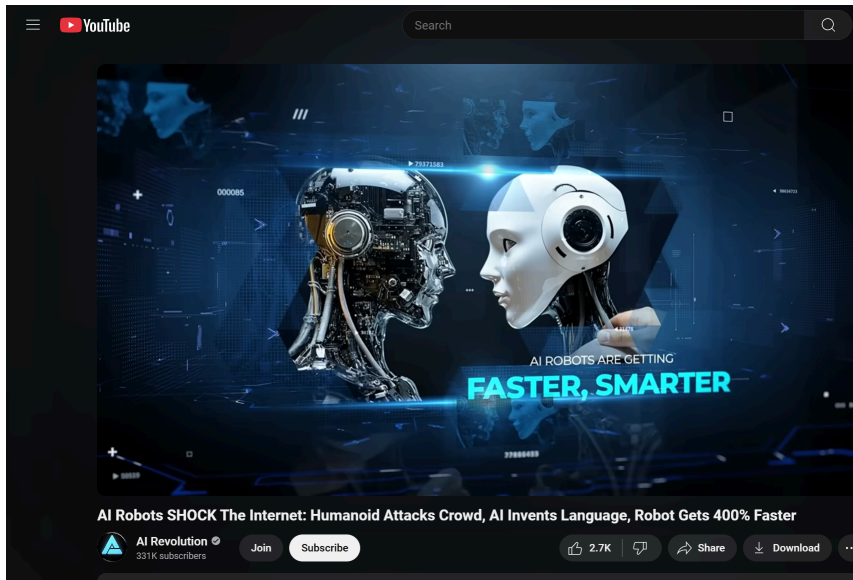 YouTube
Search
000085
79371583
AI ROBOTS ARE GETTING
FASTER, SMARTER
AI Robots SHOCK The Internet: Humanoid Attacks Crowd, AI Invents Language, Robot Gets 400% Faster
AI Revolution
331K subscribers
Join
Subscribe
2.7K
Share
Download